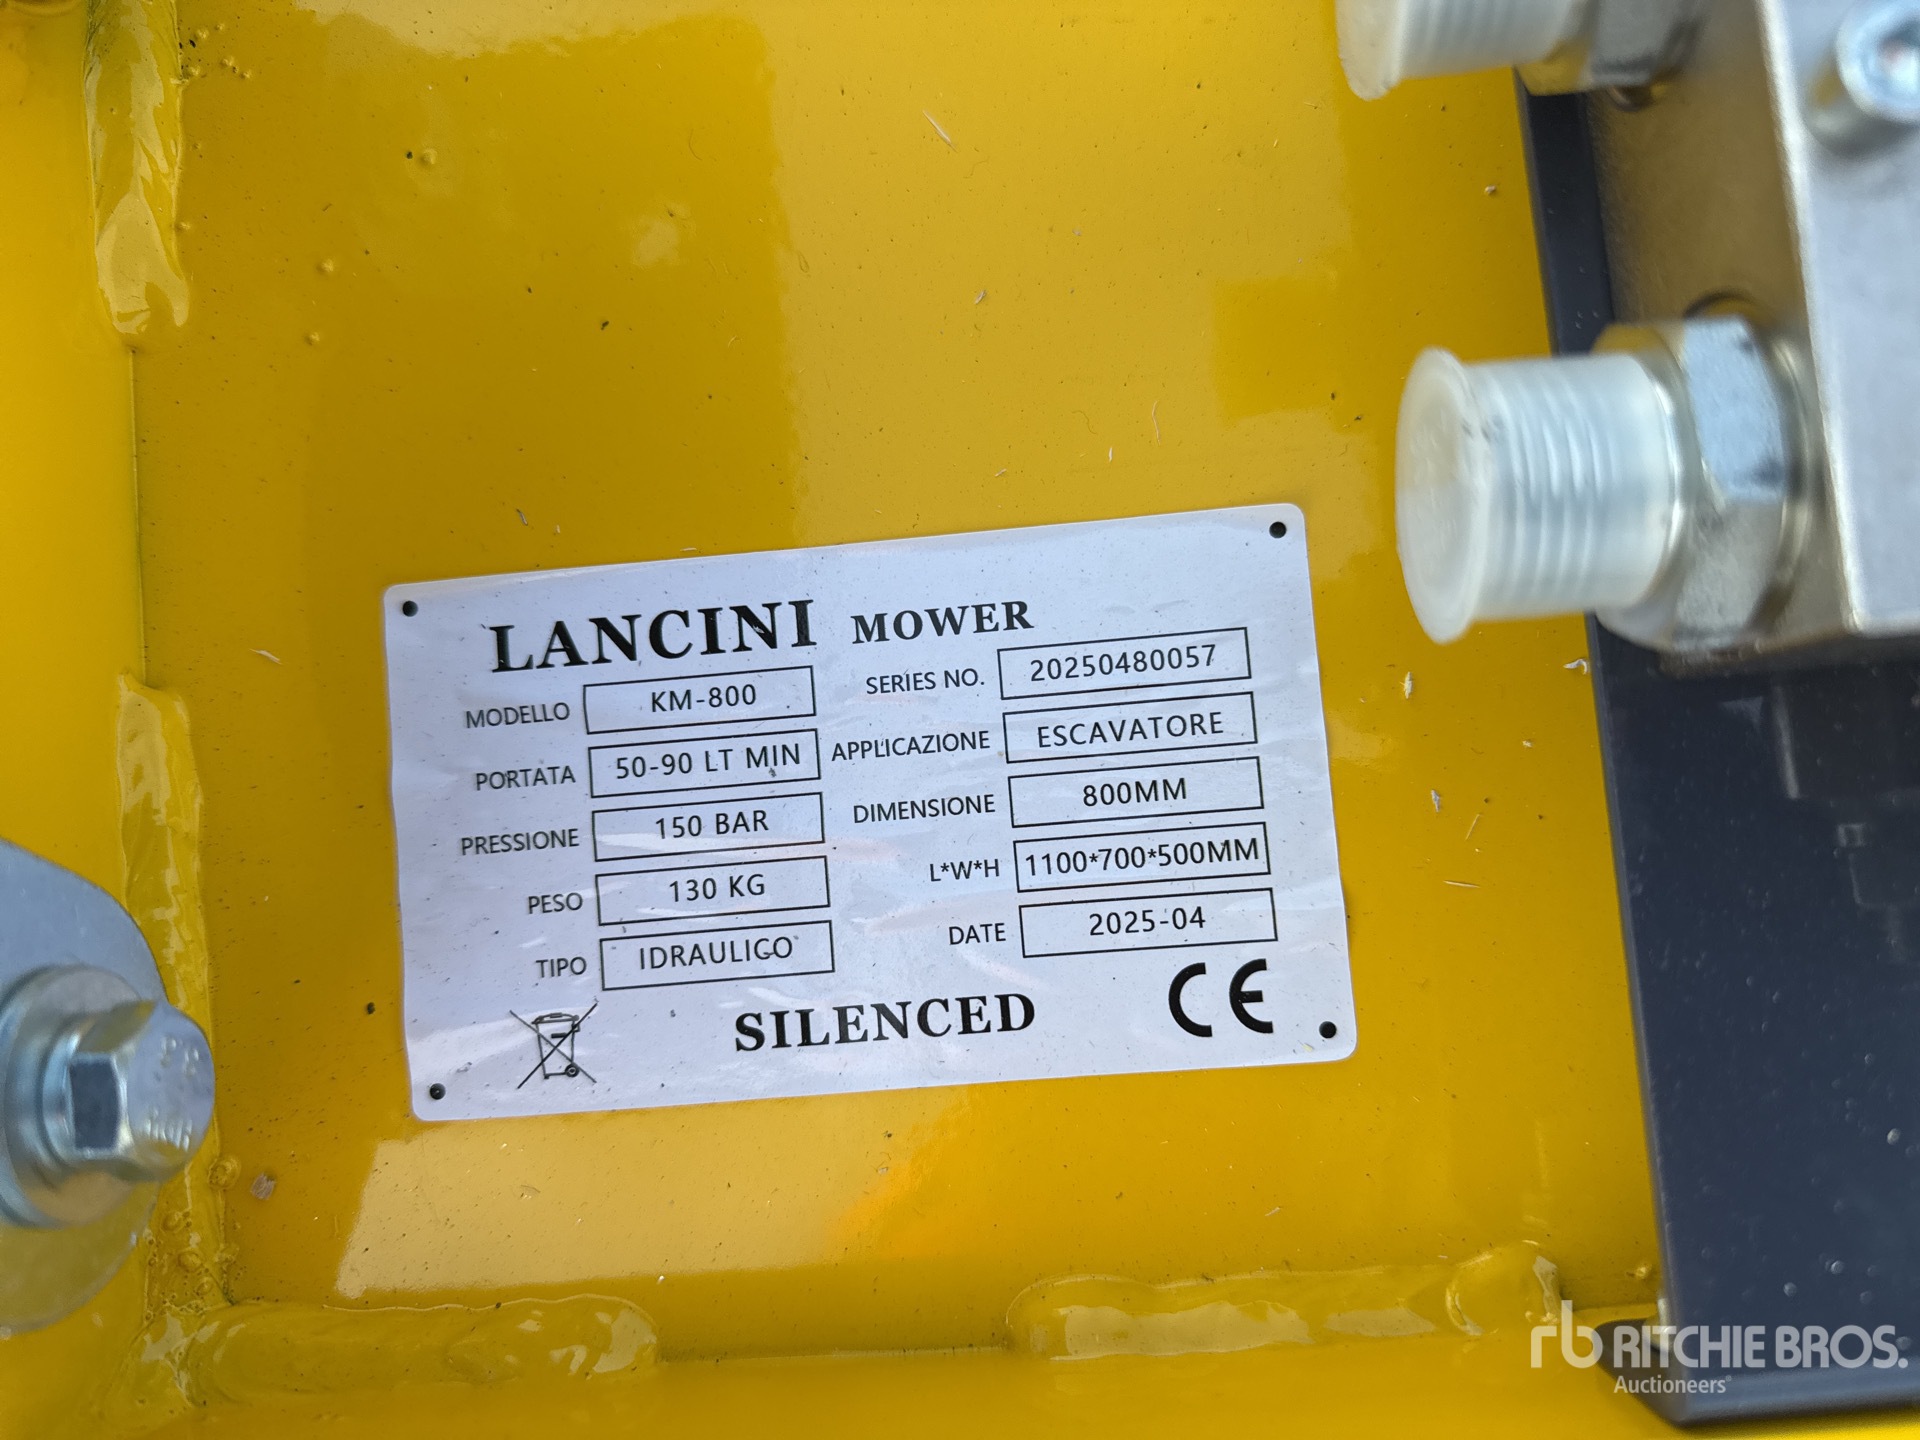 LANCINI MOWER
MODELLO KM-800
PORTATA 50-90 LT MIN
PRESSIONE 150 BAR
PESO 130 KG
TIPO IDRAULICO
SERIES NO. 20250480057
APPLICAZIONE ESCAVATORE
DIMENSIONE 800MM
L*W*H 1100*700*500MM
DATE 2025-04
SILENCED CE
rb RITCHIE BROS.
Auctioneers